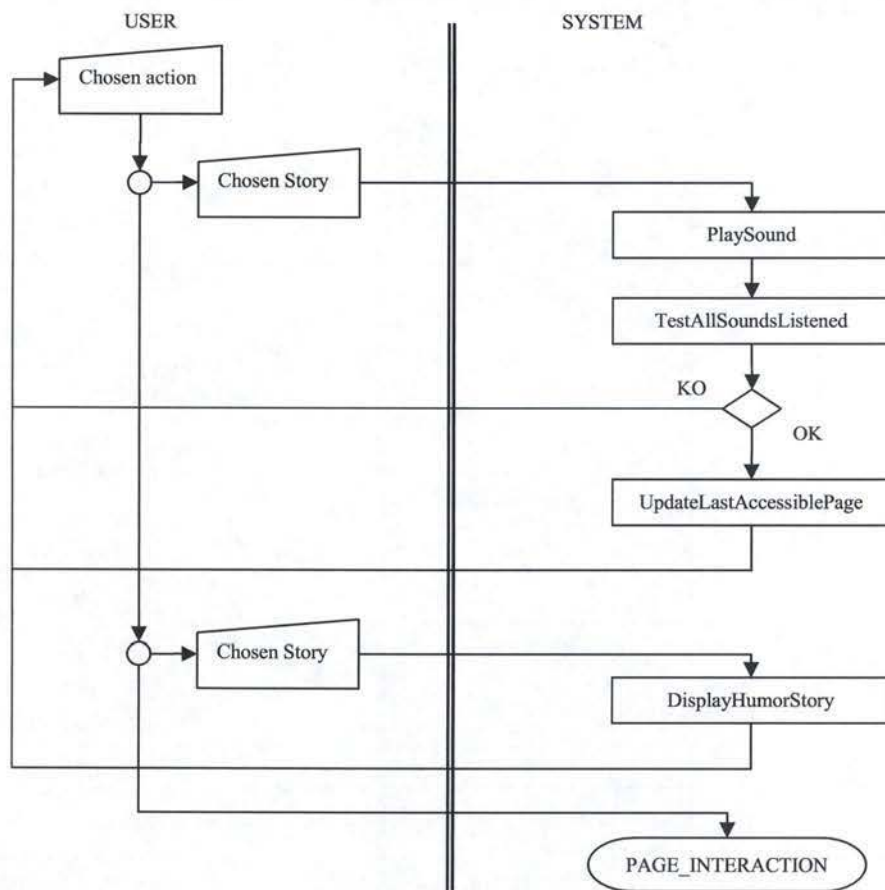 USER
SYSTEM
Chosen action
Chosen Story
PlaySound
TestAllSoundsListened
KO
OK
UpdateLastAccessiblePage
Chosen Story
DisplayHumorStory
PAGE_INTERACTION